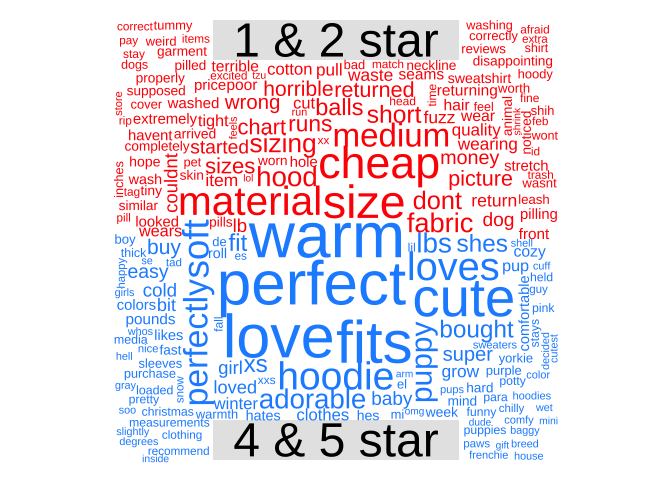 correct tummy 1 & 2 star washing afraid
pay weird items correctly extra
stay garment reviews shirt
dogs pilled terrible cotton pull bad match neckline disappointing
properly excited tzu waste seams sweatshirt hoody
supposed pricepoor horrible returned returning worth
store cover washed wrong cut balls head time hair feel animal fine
rip extremely tight feels chart run runs short fuzz wear shrink noticed shih
havent arrived medium quality feb
completely started sizing xx wearing wont
hope pet sizes worn hole cheap money id
inches wash skin item lol hood picture stretch trash
tag tiny couldnt material size dont return leash wasnt
similar
pill looked pills lb fabric dog pilling
wears front
boy buy perfectly soft de fit warm lil lbs shes shell
thick roll es cozy
happy se tad easy perfect loves pup cuff
girls cold cute held
colors bit guy
pounds fall love fits comfortable pink
whos likes puppy bought stays
media nice fast sweaters decided cutest
hell sleeves girl xs super yorkie
purchase hoodie arm grow purple color
gray loaded snow loved xxs el pups hard potty
pretty winter adorable baby mind para hoodies
soo christmas warmth hates clothes hes mi omg week funny chilly wet
measurements dude comfy mini
slightly clothing 4 & 5 star puppies baggy
degrees paws gift breed
recommend frenchie house
inside